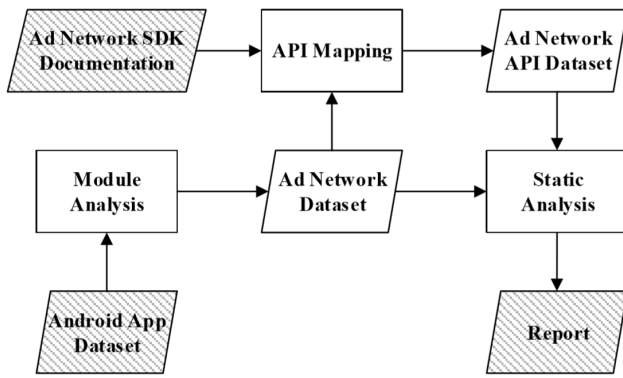 Ad Network SDK
Documentation
API Mapping
Ad Network
API Dataset
Module
Analysis
Ad Network
Dataset
Static
Analysis
Android App
Dataset
Report